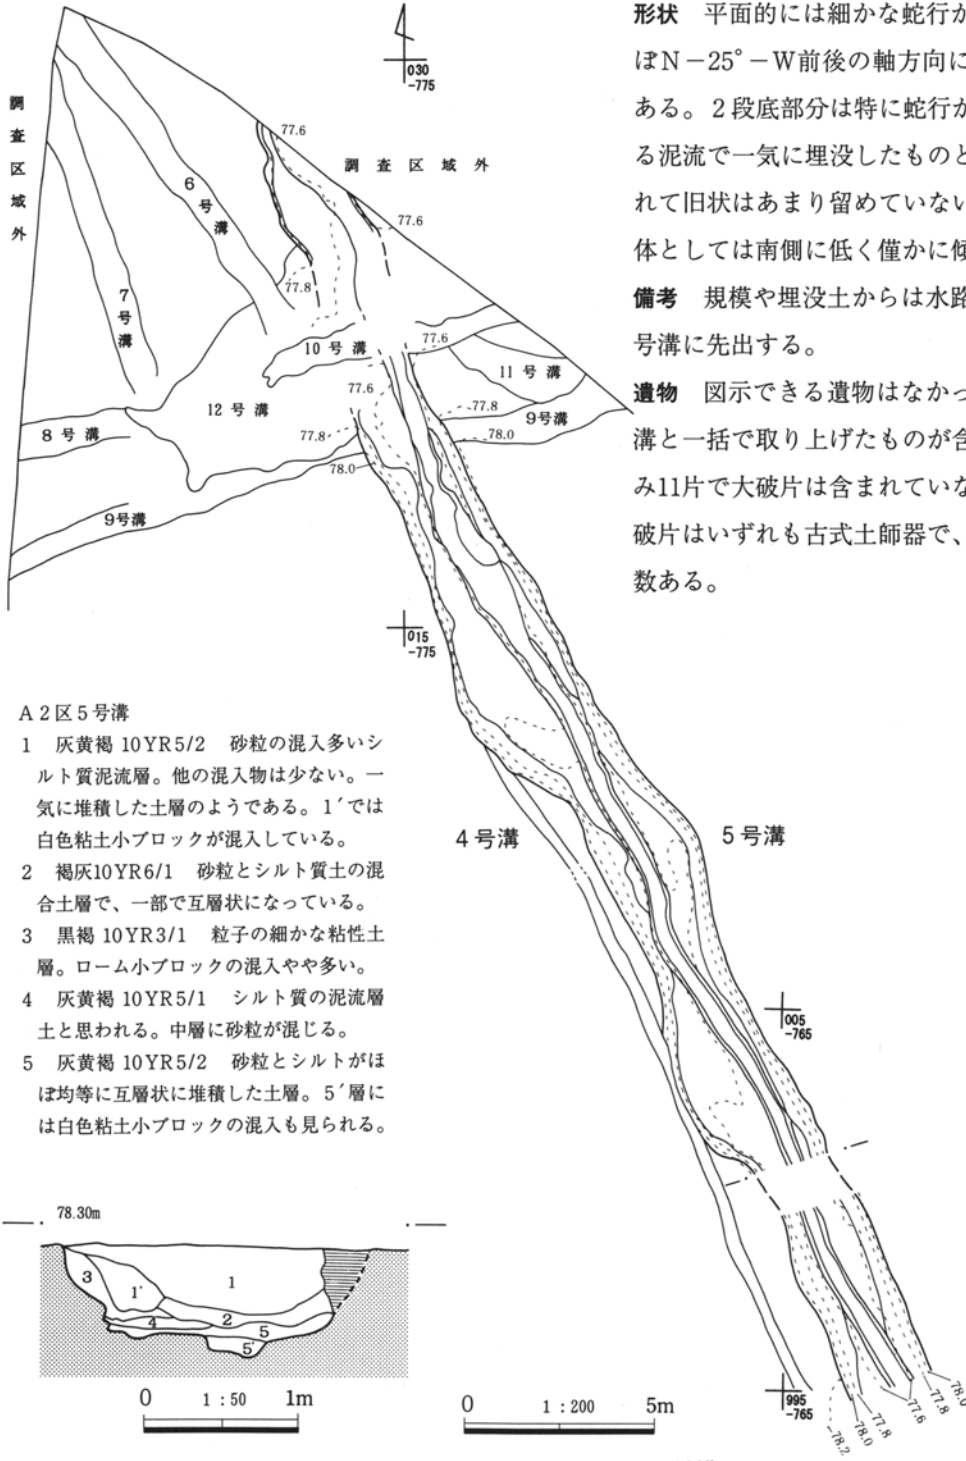 形状　平面的には細かな蛇行か
ぼN－25°－W前後の軸方向に
ある。2段底部分は特に蛇行か
る泥流で一気に埋没したものと
れて旧状はあまり留めていない
体としては南側に低く僅かに傾
備考　規模や埋没土からは水路
号溝に先出する。
遺物　図示できる遺物はなかっ
溝と一括で取り上げたものが含
み11片で大破片は含まれていな
破片はいずれも古式土師器で、
数ある。
030
-775
調査区域外
調査区域外
77.6
77.6
6号溝
7号溝
77.8
10号溝
77.6
11号溝
77.6
12号溝
77.8
9号溝
8号溝
77.8
78.0
78.0
9号溝
015
-775
A2区5号溝
1　灰黄褐 10YR5/2　砂粒の混入多いシ
ルト質泥流層。他の混入物は少ない。一
気に堆積した土層のようである。1´では
白色粘土小ブロックが混入している。
2　褐灰10YR6/1　砂粒とシルト質土の混
合土層で、一部で互層状になっている。
3　黒褐 10YR3/1　粒子の細かな粘性土
層。ローム小ブロックの混入やや多い。
4　灰黄褐 10YR5/1　シルト質の泥流層
土と思われる。中層に砂粒が混じる。
5　灰黄褐 10YR5/2　砂粒とシルトがほ
ぼ均等に互層状に堆積した土層。5´層に
は白色粘土小ブロックの混入も見られる。
4号溝
5号溝
005
-765
78.30m
3
1´
1
4
2
5
5´
0　1:50　1m
0　1:200　5m
995
-765
78.2
78.0
77.8
77.6
77.8
78.0